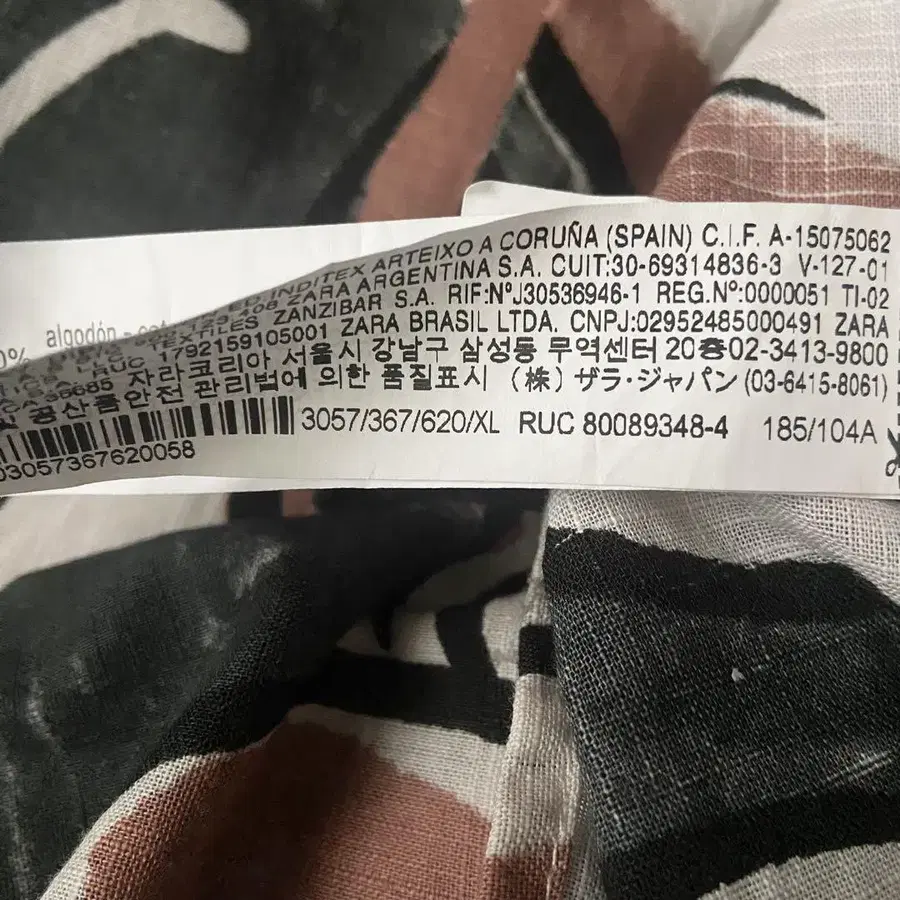 INDITEX ARTEIXO A CORUÑA (SPAIN) C.I.F. A-15075062
ZARA ARGENTINA S.A. CUIT:30-69314836-3 V-127-01
TEXTILES ZANZIBAR S.A. RIF:NºJ30536946-1 REG.Nº:0000051 TI-02
RUC 1792159105001 ZARA BRASIL LTDA. CNPJ:02952485000491 ZARA
자라코리아 서울시 강남구 삼성동 무역센터 20층02-3413-9800
공산품안전 관리법에 의한 품질표시 (株) ザラ・ジャパン (03-6415-8061)
3057/367/620/XL RUC 80089348-4 185/104A
03057367620058
0%
algodón